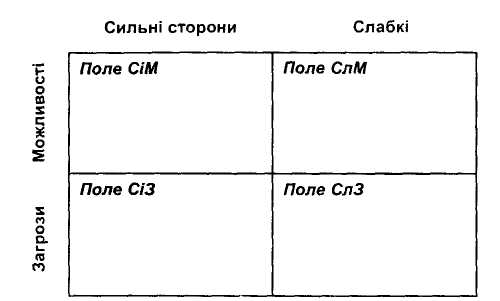 Сильні сторони Слабкі
Можливості
Поле СіМ Поле СлМ
Загрози
Поле СіЗ Поле СлЗ